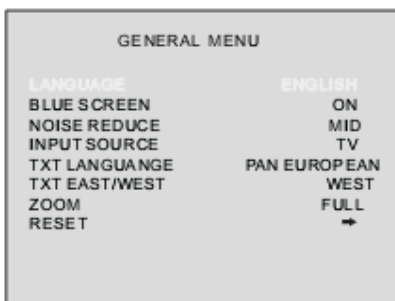 GENERAL MENU
LANGUAGE ENGLISH
BLUE SCREEN ON
NOISE REDUCE MID
INPUT SOURCE TV
TXT LANGUANGE PAN EUROPEAN
TXT EAST/WEST WEST
ZOOM FULL
RESET ➡